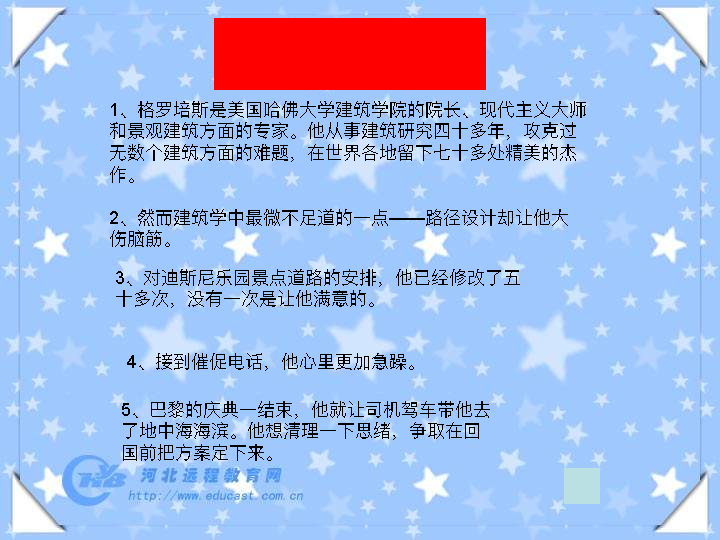 1、格罗培斯是美国哈佛大学建筑学院的院长、现代主义大师
和景观建筑方面的专家。他从事建筑研究四十多年，攻克过
无数个建筑方面的难题，在世界各地留下七十多处精美的杰
作。
2、然而建筑学中最微不足道的一点——路径设计却让他大
伤脑筋。
3、对迪斯尼乐园景点道路的安排，他已经修改了五
十多次，没有一次是让他满意的。
4、接到催促电话，他心里更加急躁。
5、巴黎的庆典一结束，他就让司机驾车带他去
了地中海海滨。他想清理一下思绪，争取在回
国前把方案定下来。
河北远程教育网
http://www.educast.com.cn